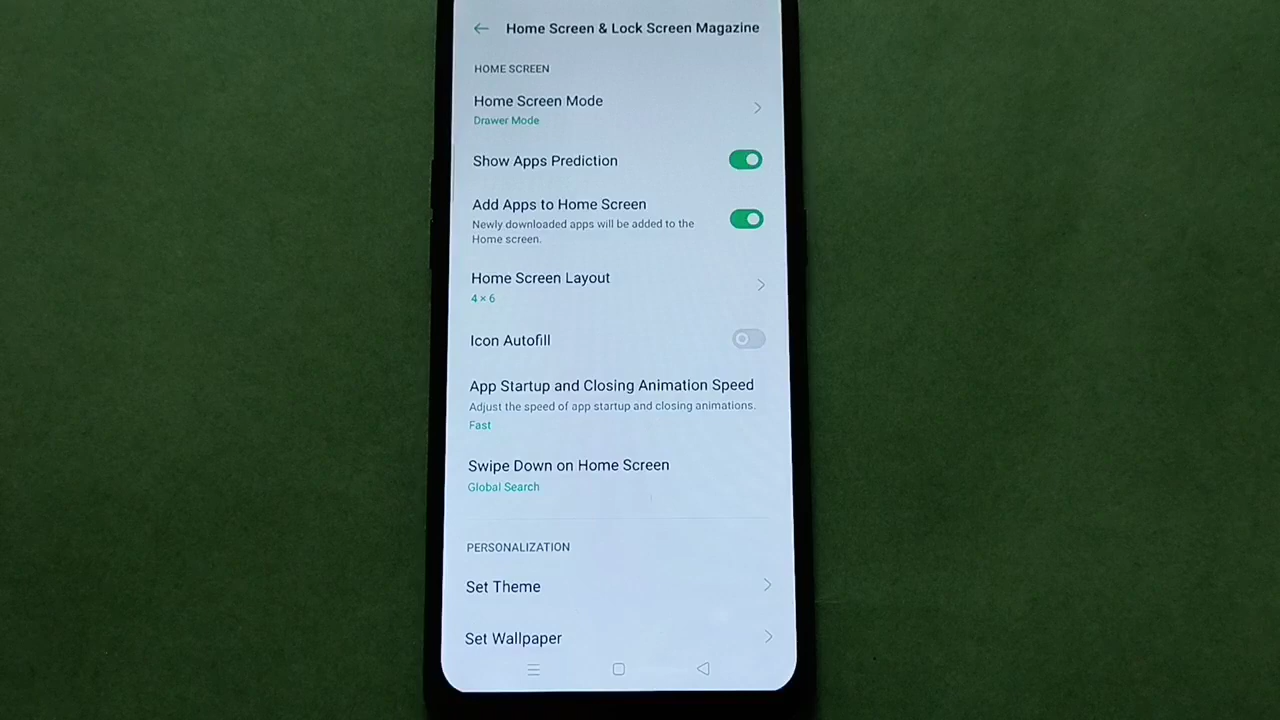 Home Screen & Lock Screen Magazine
HOME SCREEN
Home Screen Mode
Drawer Mode
Show Apps Prediction
Add Apps to Home Screen
Newly downloaded apps will be added to the
Home screen.
Home Screen Layout
4 × 6
Icon Autofill
App Startup and Closing Animation Speed
Adjust the speed of app startup and closing animations.
Fast
Swipe Down on Home Screen
Global Search
PERSONALIZATION
Set Theme
Set Wallpaper